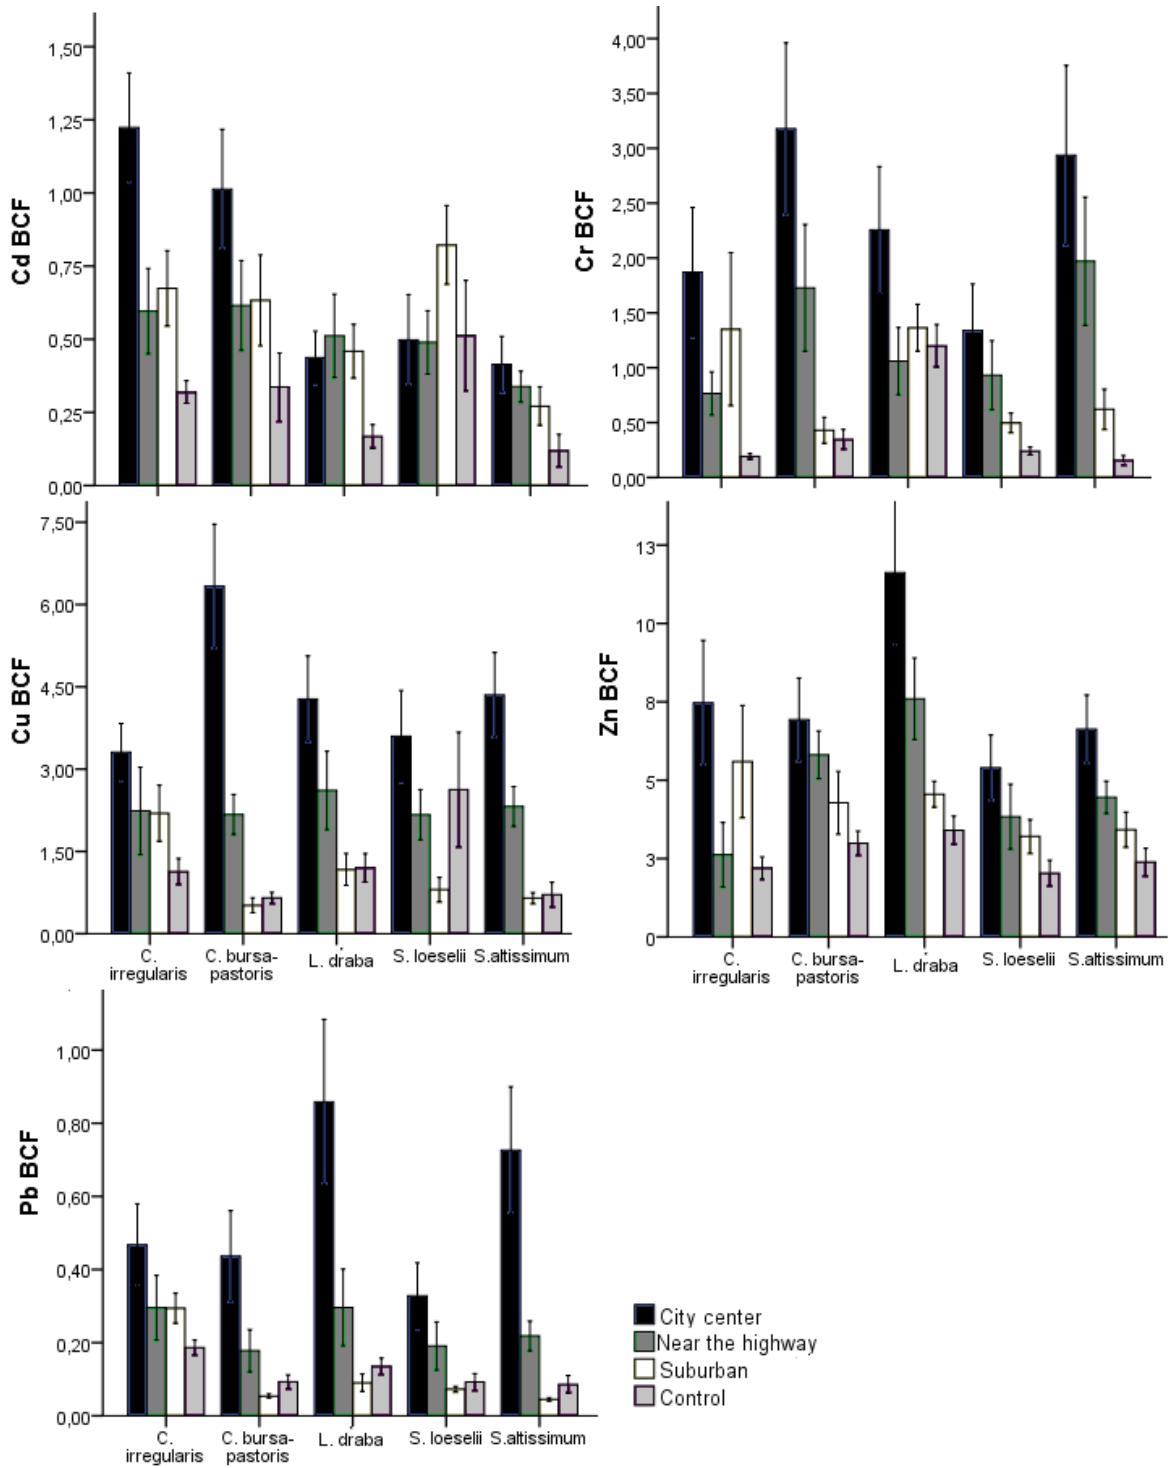 Cd BCF
1,50
1,25
1,00
0,75
0,50
0,25
0,00
Cr BCF
4,00
3,50
3,00
2,50
2,00
1,50
1,00
0,50
0,00
Cu BCF
7,50
6,00
4,50
3,00
1,50
0,00
C. irregularis
C. bursa-pastoris
L. draba
S. loeselii
S.altissimum
Zn BCF
13
10
8
5
3
0
C. irregularis
C. bursa-pastoris
L. draba
S. loeselii
S.altissimum
Pb BCF
1,00
0,80
0,60
0,40
0,20
0,00
C. irregularis
C. bursa-pastoris
L. draba
S. loeselii
S.altissimum
City center
Near the highway
Suburban
Control